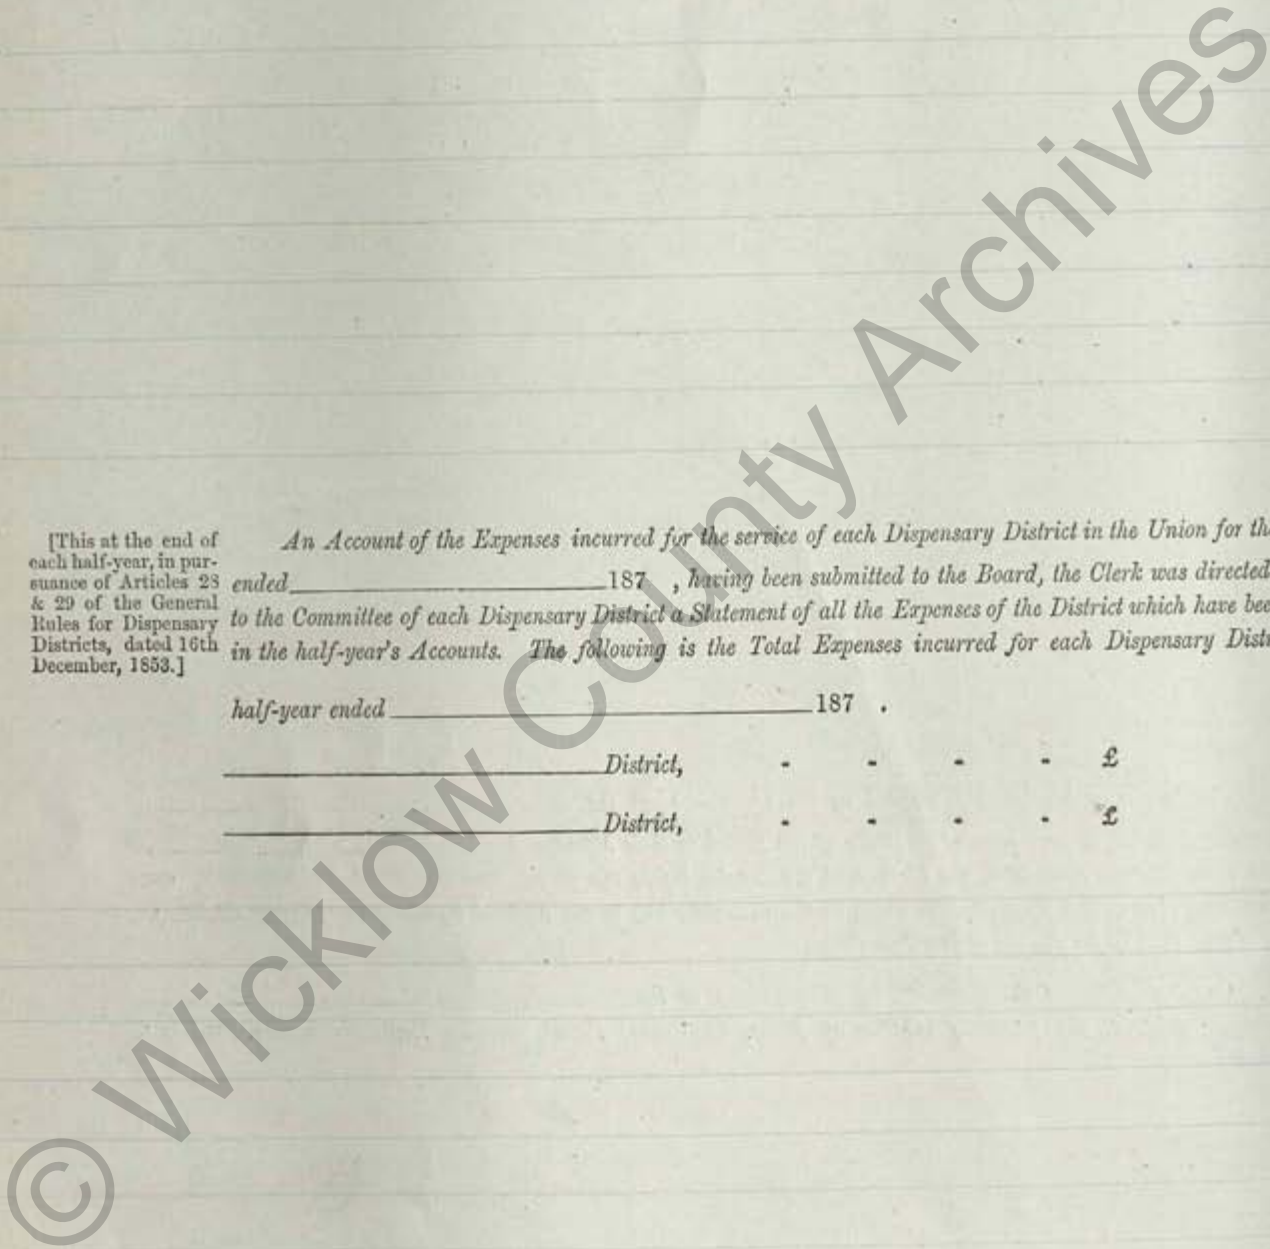 [This at the end of
each half-year, in pur-
suance of Articles 28
& 29 of the General
Rules for Dispensary
Districts, dated 16th
December, 1853.]
An Account of the Expenses incurred for the service of each Dispensary District in the Union for th
ended 187 , having been submitted to the Board, the Clerk was directed
to the Committee of each Dispensary District a Statement of all the Expenses of the District which have bee
in the half-year's Accounts. The following is the Total Expenses incurred for each Dispensary Distr
half-year ended 187 .
District, - - - - £
District, - - - - £
© Wicklow County Archives